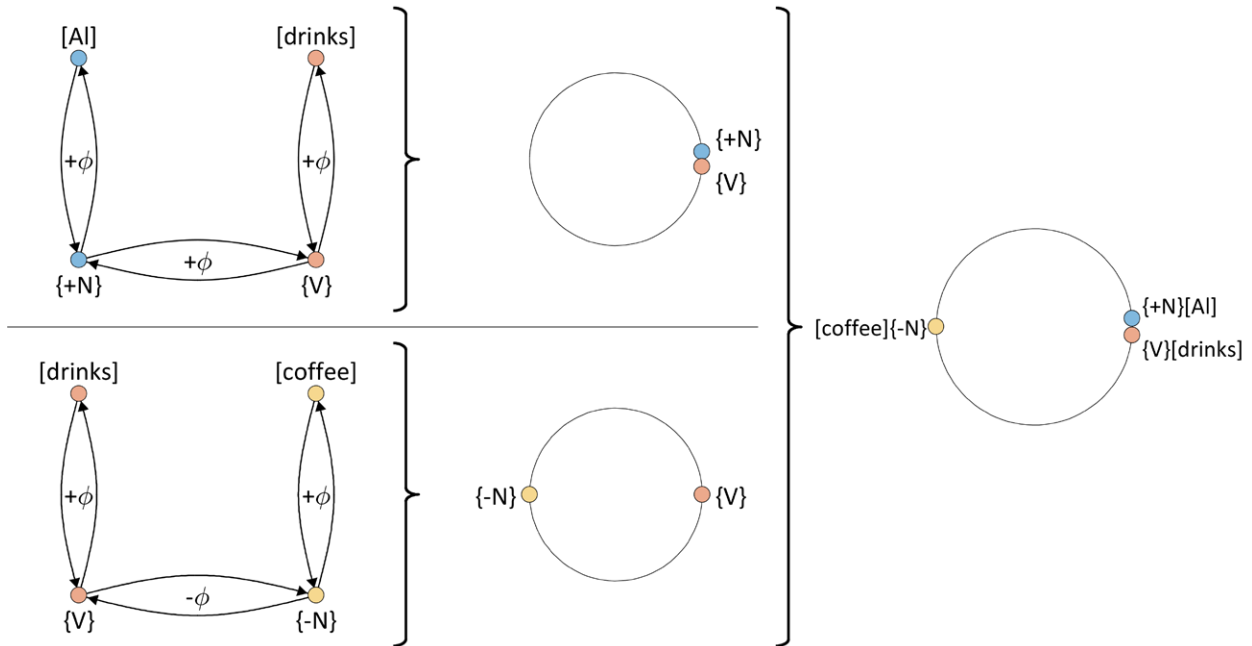 [Al] [drinks]
+ϕ +ϕ
+ϕ
{+N} {V}
{+N}
{V}
[drinks] [coffee]
+ϕ +ϕ
-ϕ
{V} {-N}
{-N} {V}
[coffee]{-N}
{+N}[Al]
{V}[drinks]